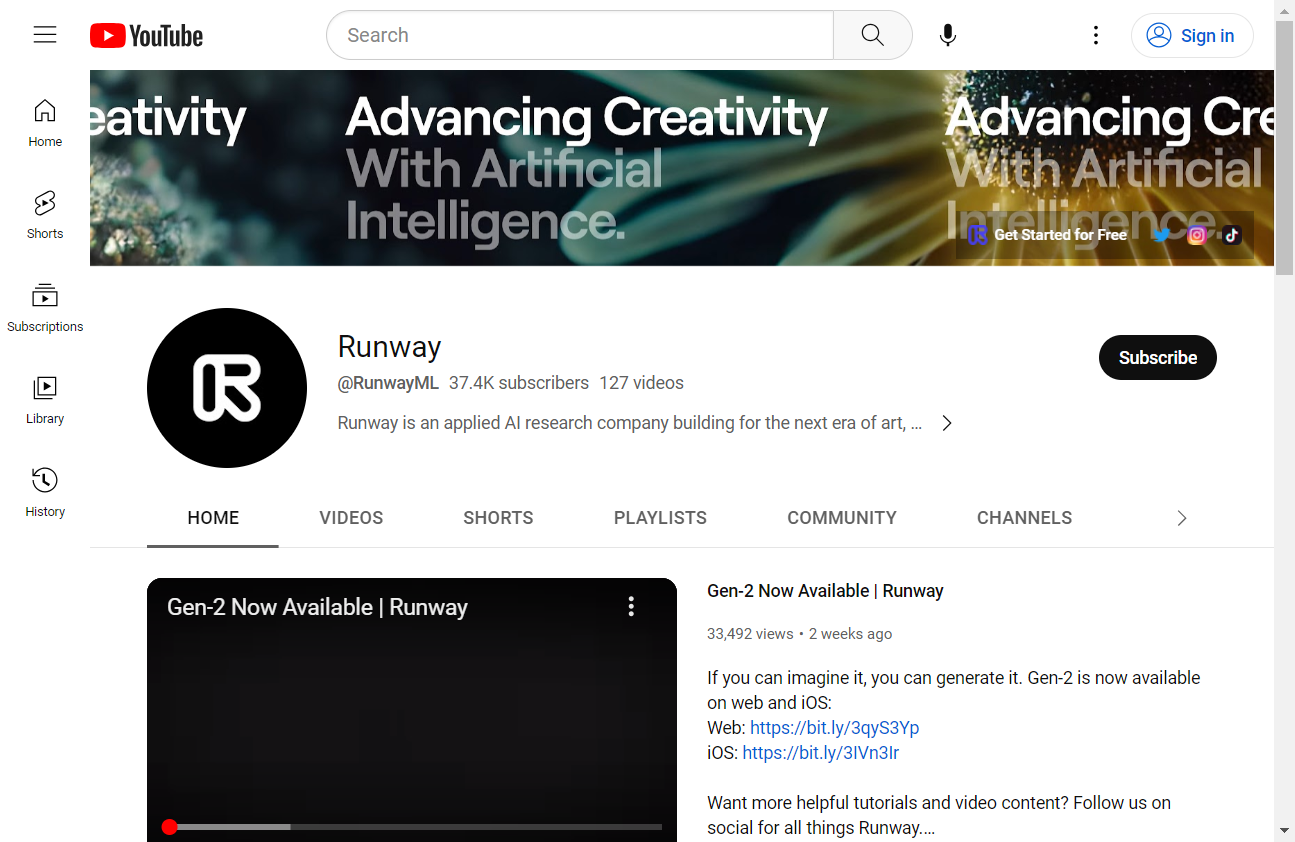 YouTube
Search
Sign in
Home
Shorts
Subscriptions
Library
History
eativity
Advancing Creativity
With Artificial
Intelligence.
Advancing Cre
With Artificial
Intelligence.
Get Started for Free
Runway
@RunwayML 37.4K subscribers 127 videos
Runway is an applied AI research company building for the next era of art, ...
Subscribe
HOME VIDEOS SHORTS PLAYLISTS COMMUNITY CHANNELS
Gen-2 Now Available | Runway
Gen-2 Now Available | Runway
33,492 views • 2 weeks ago
If you can imagine it, you can generate it. Gen-2 is now available
on web and iOS:
Web: https://bit.ly/3qyS3Yp
iOS: https://bit.ly/3IVn3Ir
Want more helpful tutorials and video content? Follow us on
social for all things Runway....